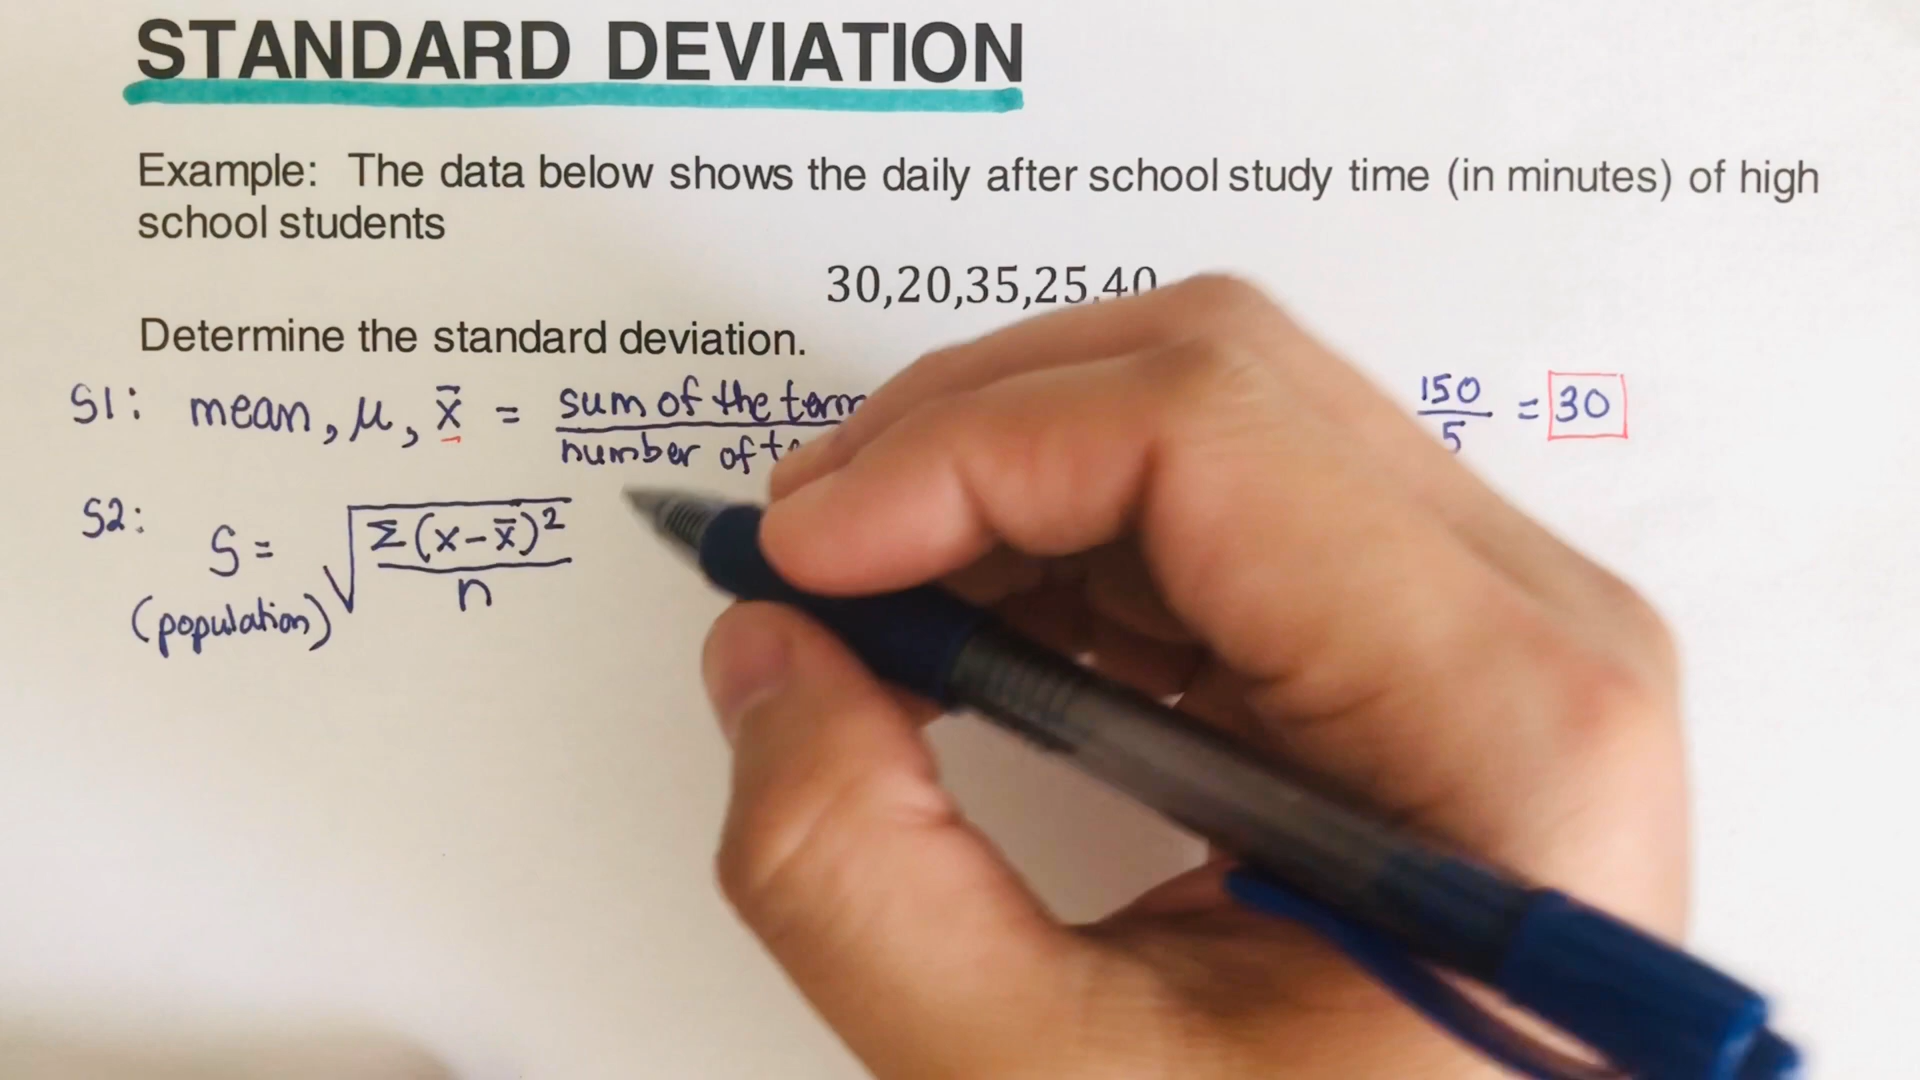 STANDARD DEVIATION
Example: The data below shows the daily after school study time (in minutes) of high
school students
30,20,35,25,40
Determine the standard deviation.
S1: mean, μ, x̄ = sum of the term / number of 150/5 = 30
S2: S = √(Σ(x-x̄)²/n)
(population)